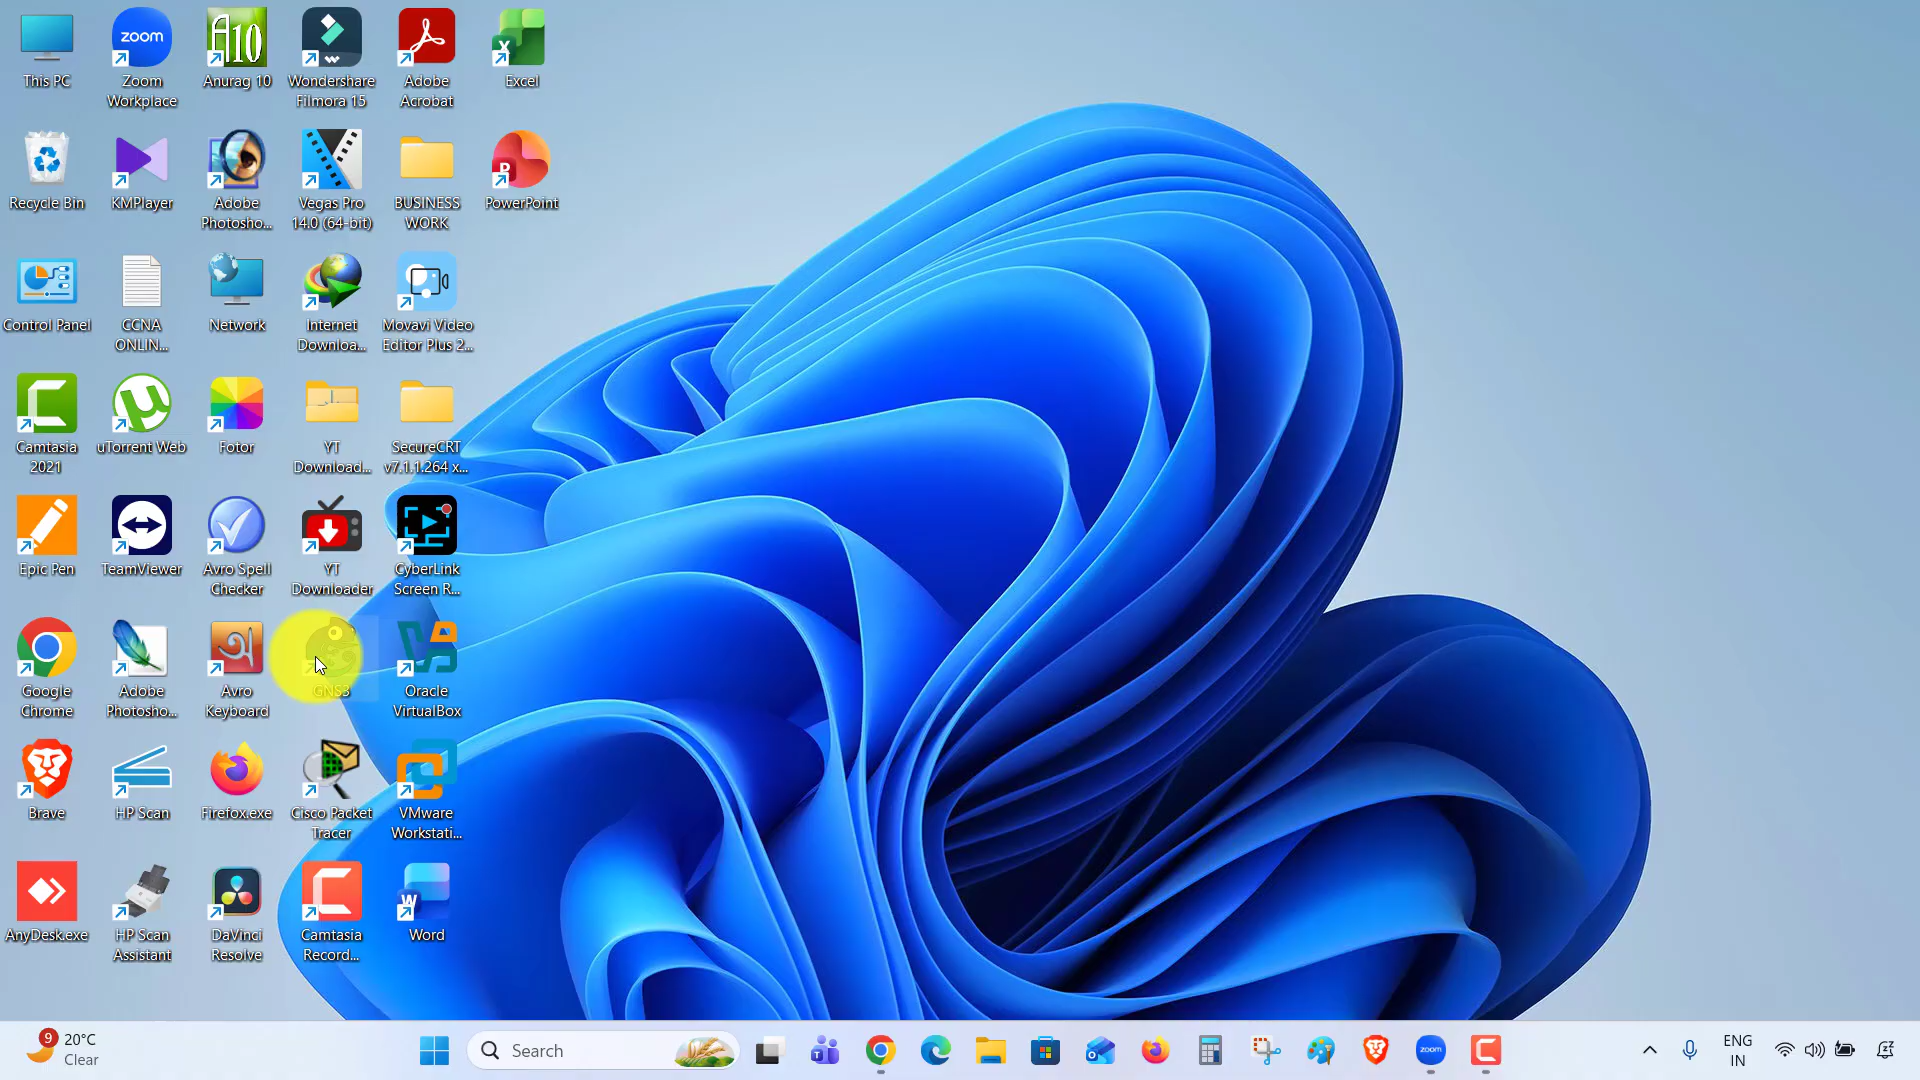 This PC
zoom
Zoom
Workplace
A10
Anurag 10
Wondershare
Filmora 15
Adobe
Acrobat
X
Excel
Recycle Bin
KMPlayer
Adobe
Photosho...
Vegas Pro
14.0 (64-bit)
BUSINESS
WORK
P
PowerPoint
Control Panel
CCNA
ONLIN...
Network
Internet
Downloa...
Movavi Video
Editor Plus 2...
Camtasia
2021
uTorrent Web
Fotor
YT
Download...
SecureCRT
v7.1.1.264 x...
Epic Pen
TeamViewer
Avro Spell
Checker
YT
Downloader
CyberLink
Screen R...
Google
Chrome
Adobe
Photosho...
অ
Avro
Keyboard
GNS3
Oracle
VirtualBox
Brave
HP Scan
Firefox.exe
Cisco Packet
Tracer
VMware
Workstati...
AnyDesk.exe
HP Scan
Assistant
DaVinci
Resolve
Camtasia
Record...
W
Word
9
20°C
Clear
Search
zoom
ENG
IN